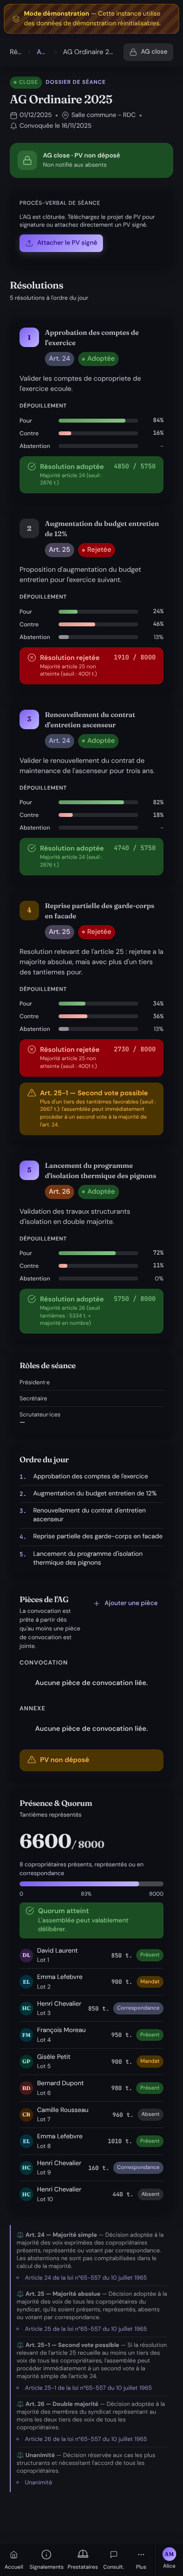 Mode démonstration — Cette instance utilise
des données de démonstration réinitialisables.
Ré... A... AG Ordinaire 2... AG close
CLOSE DOSSIER DE SÉANCE
AG Ordinaire 2025
01/12/2025 • Salle commune - RDC •
Convoquée le 16/11/2025
AG close · PV non déposé
Non notifié aux absents
PROCÈS-VERBAL DE SÉANCE
L'AG est clôturée. Téléchargez le projet de PV pour
signature ou attachez directement un PV signé.
Attacher le PV signé
Résolutions
5 résolutions à l'ordre du jour
1 Approbation des comptes de
l'exercice
Art. 24 Adoptée
Valider les comptes de copropriete de
l'exercice ecoule.
DÉPOUILLEMENT
Pour 84%
Contre 16%
Abstention –
Résolution adoptée 4850 / 5750
Majorité article 24 (seuil :
2876 t.)
2 Augmentation du budget entretien
de 12%
Art. 25 Rejetée
Proposition d'augmentation du budget
entretien pour l'exercice suivant.
DÉPOUILLEMENT
Pour 24%
Contre 46%
Abstention 13%
Résolution rejetée 1910 / 8000
Majorité article 25 non
atteinte (seuil : 4001 t.)
3 Renouvellement du contrat
d'entretien ascenseur
Art. 24 Adoptée
Valider le renouvellement du contrat de
maintenance de l'ascenseur pour trois ans.
DÉPOUILLEMENT
Pour 82%
Contre 18%
Abstention –
Résolution adoptée 4740 / 5750
Majorité article 24 (seuil :
2876 t.)
4 Reprise partielle des garde-corps
en facade
Art. 25 Rejetée
Resolution relevant de l'article 25 : rejetee a la
majorite absolue, mais avec plus d'un tiers
des tantiemes pour.
DÉPOUILLEMENT
Pour 34%
Contre 36%
Abstention 13%
Résolution rejetée 2730 / 8000
Majorité article 25 non
atteinte (seuil : 4001 t.)
Art. 25-1 — Second vote possible
Plus d'un tiers des tantièmes favorables (seuil :
2667 t.). l'assemblée peut immédiatement
procéder à un second vote à la majorité de
l'art. 24.
5 Lancement du programme
d'isolation thermique des pignons
Art. 26 Adoptée
Validation des travaux structurants
d'isolation en double majorite.
DÉPOUILLEMENT
Pour 72%
Contre 11%
Abstention 0%
Résolution adoptée 5750 / 8000
Majorité article 26 (seuil
tantièmes : 5334 t. +
majorité en nombre)
Rôles de séance
Président·e
Secrétaire
Scrutateur·ices
—
Ordre du jour
1. Approbation des comptes de l'exercice
2. Augmentation du budget entretien de 12%
3. Renouvellement du contrat d'entretien
ascenseur
4. Reprise partielle des garde-corps en facade
5. Lancement du programme d'isolation
thermique des pignons
Pièces de l'AG
Ajouter une pièce
La convocation est
prête à partir dès
qu'au moins une pièce
de convocation est
jointe.
CONVOCATION
Aucune pièce de convocation liée.
ANNEXE
Aucune pièce de convocation liée.
PV non déposé
Présence & Quorum
Tantièmes représentés
6600 / 8000
8 copropriétaires présents, représentés ou en
correspondance
0 83% 8000
Quorum atteint
L'assemblée peut valablement
délibérer.
DL David Laurent 850 t. Présent
Lot 1
EL Emma Lefebvre 900 t. Mandat
Lot 2
HC Henri Chevalier 850 t. Correspondance
Lot 3
FM François Moreau 950 t. Présent
Lot 4
GP Gisèle Petit 900 t. Mandat
Lot 5
BD Bernard Dupont 980 t. Présent
Lot 6
CR Camille Rousseau 960 t. Absent
Lot 7
EL Emma Lefebvre 1010 t. Présent
Lot 8
HC Henri Chevalier 160 t. Correspondance
Lot 9
HC Henri Chevalier 440 t. Absent
Lot 10
Art. 24 — Majorité simple — Décision adoptée à la
majorité des voix exprimées des copropriétaires
présents, représentés ou votant par correspondance.
Les abstentions ne sont pas comptabilisées dans le
calcul de la majorité.
Article 24 de la loi n°65-557 du 10 juillet 1965
Art. 25 — Majorité absolue — Décision adoptée à la
majorité des voix de tous les copropriétaires du
syndicat, qu'ils soient présents, représentés, absents
ou votant par correspondance.
Article 25 de la loi n°65-557 du 10 juillet 1965
Art. 25-1 — Second vote possible — Si la résolution
relevant de l'article 25 recueille au moins un tiers des
voix de tous les copropriétaires, l'assemblée peut
procéder immédiatement à un second vote à la
majorité simple de l'article 24.
Article 25-1 de la loi n°65-557 du 10 juillet 1965
Art. 26 — Double majorité — Décision adoptée à la
majorité des membres du syndicat représentant au
moins les deux tiers des voix de tous les
copropriétaires.
Article 26 de la loi n°65-557 du 10 juillet 1965
Unanimité — Décision réservée aux cas les plus
structurants et nécessitant l'accord de tous les
copropriétaires.
Unanimité
AM
Accueil Signalements Prestataires Consult. Plus Alice